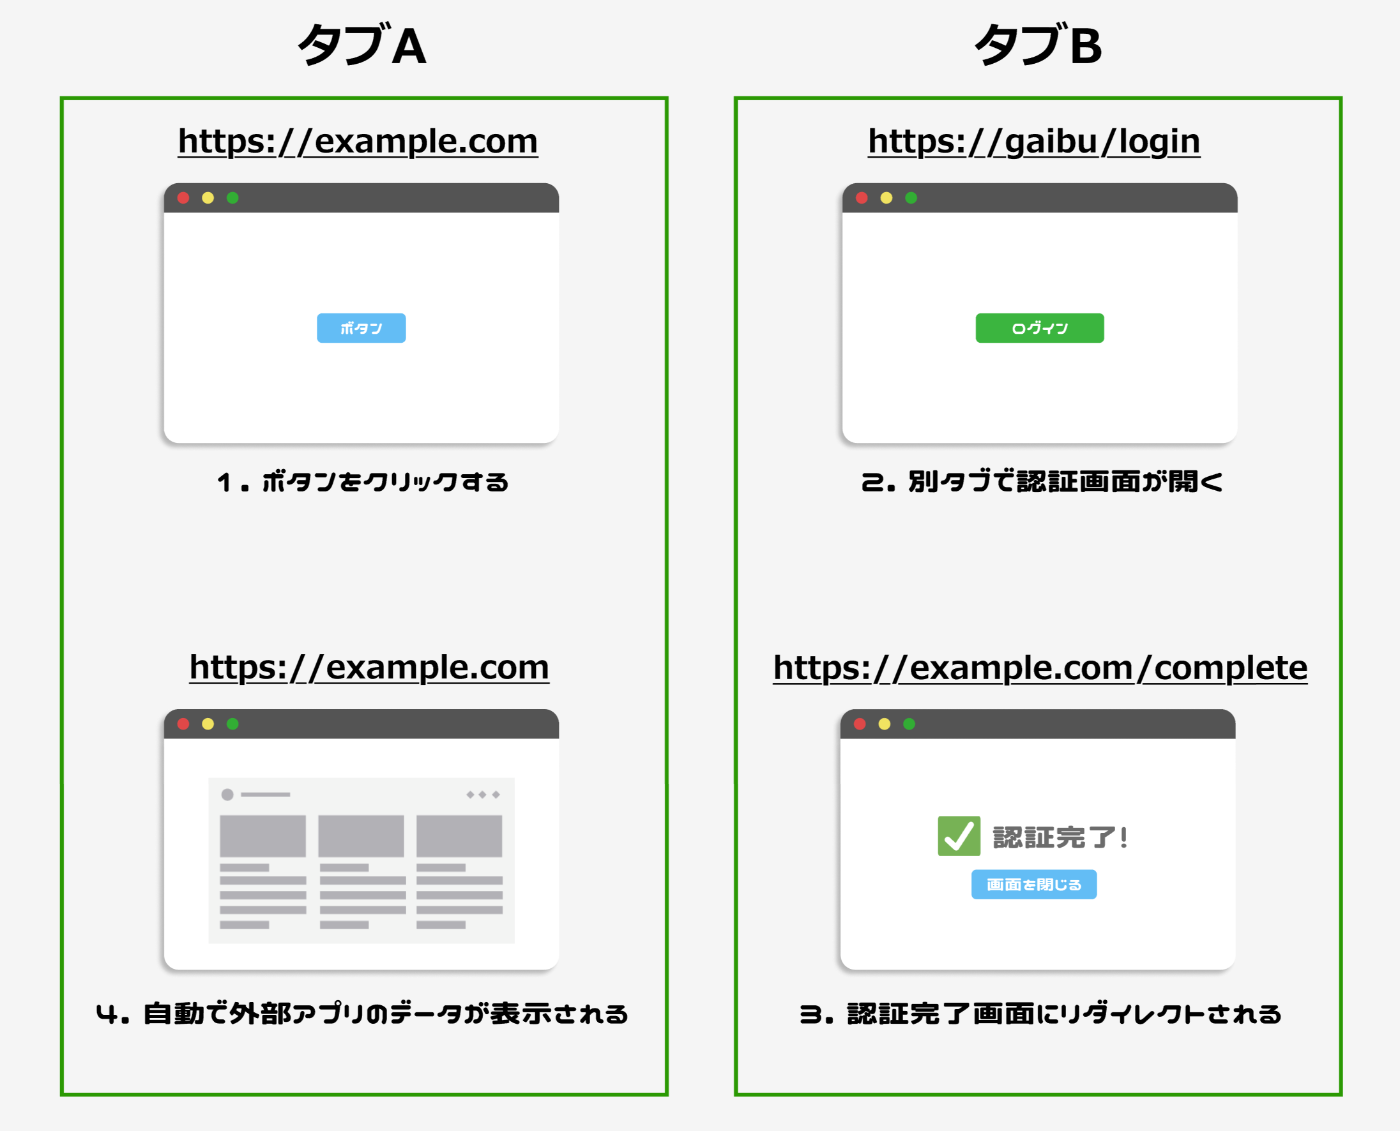 タブA
https://example.com
ボタン
1. ボタンをクリックする
タブB
https://gaibu/login
ログイン
2. 別タブで認証画面が開く
https://example.com/complete
認証完了!
画面を閉じる
3. 認証完了画面にリダイレクトされる
https://example.com
4. 自動で外部アプリのデータが表示される